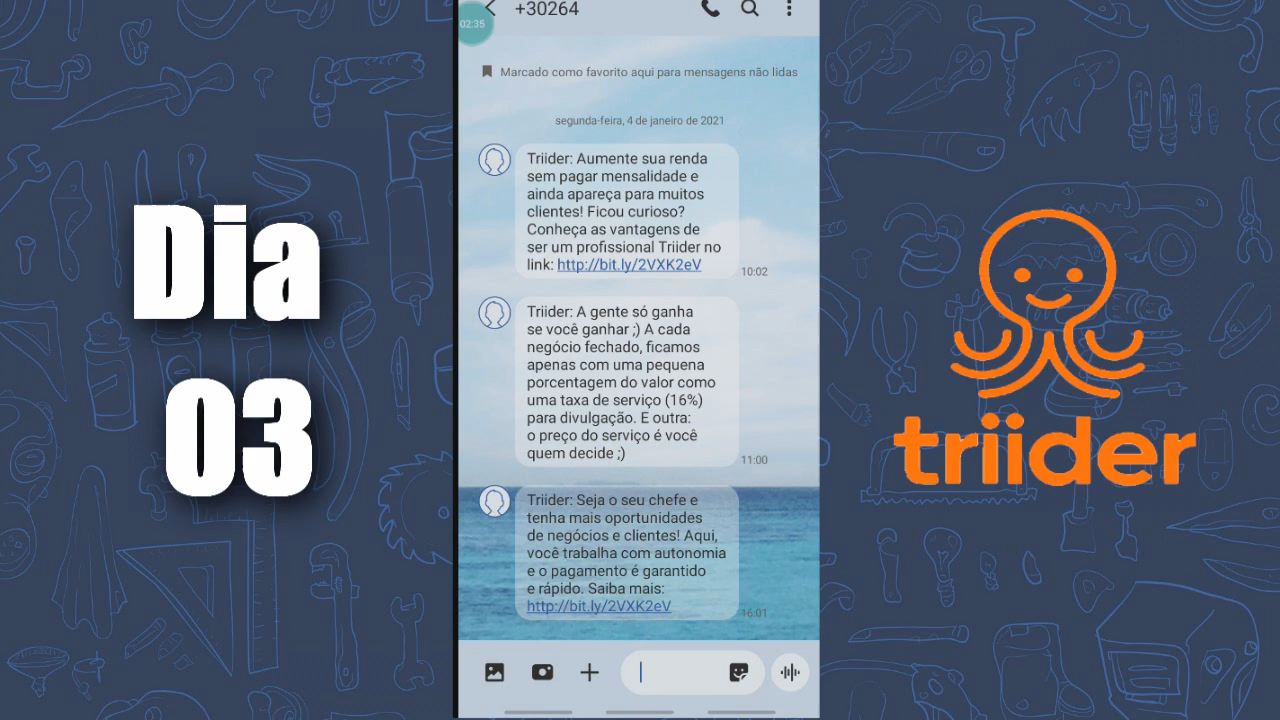 Dia
03
02:35
+30264
Marcado como favorito aqui para mensagens não lidas
segunda-feira, 4 de janeiro de 2021
Triider: Aumente sua renda
sem pagar mensalidade e
ainda apareça para muitos
clientes! Ficou curioso?
Conheça as vantagens de
ser um profissional Triider no
link: http://bit.ly/2VXK2eV
10:02
Triider: A gente só ganha
se você ganhar ;) A cada
negócio fechado, ficamos
apenas com uma pequena
porcentagem do valor como
uma taxa de serviço (16%)
para divulgação. E outra:
o preço do serviço é você
quem decide ;)
11:00
Triider: Seja o seu chefe e
tenha mais oportunidades
de negócios e clientes! Aqui,
você trabalha com autonomia
e o pagamento é garantido
e rápido. Saiba mais:
http://bit.ly/2VXK2eV
16:01
triider